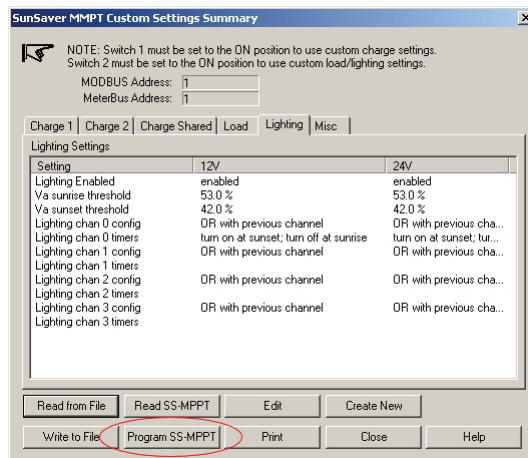 SunSaver MMPT Custom Settings Summary
NOTE: Switch 1 must be set to the ON position to use custom charge settings.
Switch 2 must be set to the ON position to use custom load/lighting settings.
MODBUS Address: 1
MeterBus Address: 1
Charge 1 Charge 2 Charge Shared Load Lighting Misc
Lighting Settings
Setting 12V 24V
Lighting Enabled enabled enabled
Va sunrise threshold 53.0 % 53.0 %
Va sunset threshold 42.0 % 42.0 %
Lighting chan 0 config OR with previous channel OR with previous cha...
Lighting chan 0 timers turn on at sunset; turn off at sunrise turn on at sunset; tur...
Lighting chan 1 config OR with previous channel OR with previous cha...
Lighting chan 1 timers
Lighting chan 2 config OR with previous channel OR with previous cha...
Lighting chan 2 timers
Lighting chan 3 config OR with previous channel OR with previous cha...
Lighting chan 3 timers
Read from File Read SS-MPPT Edit Create New
Write to File Program SS-MPPT Print Close Help